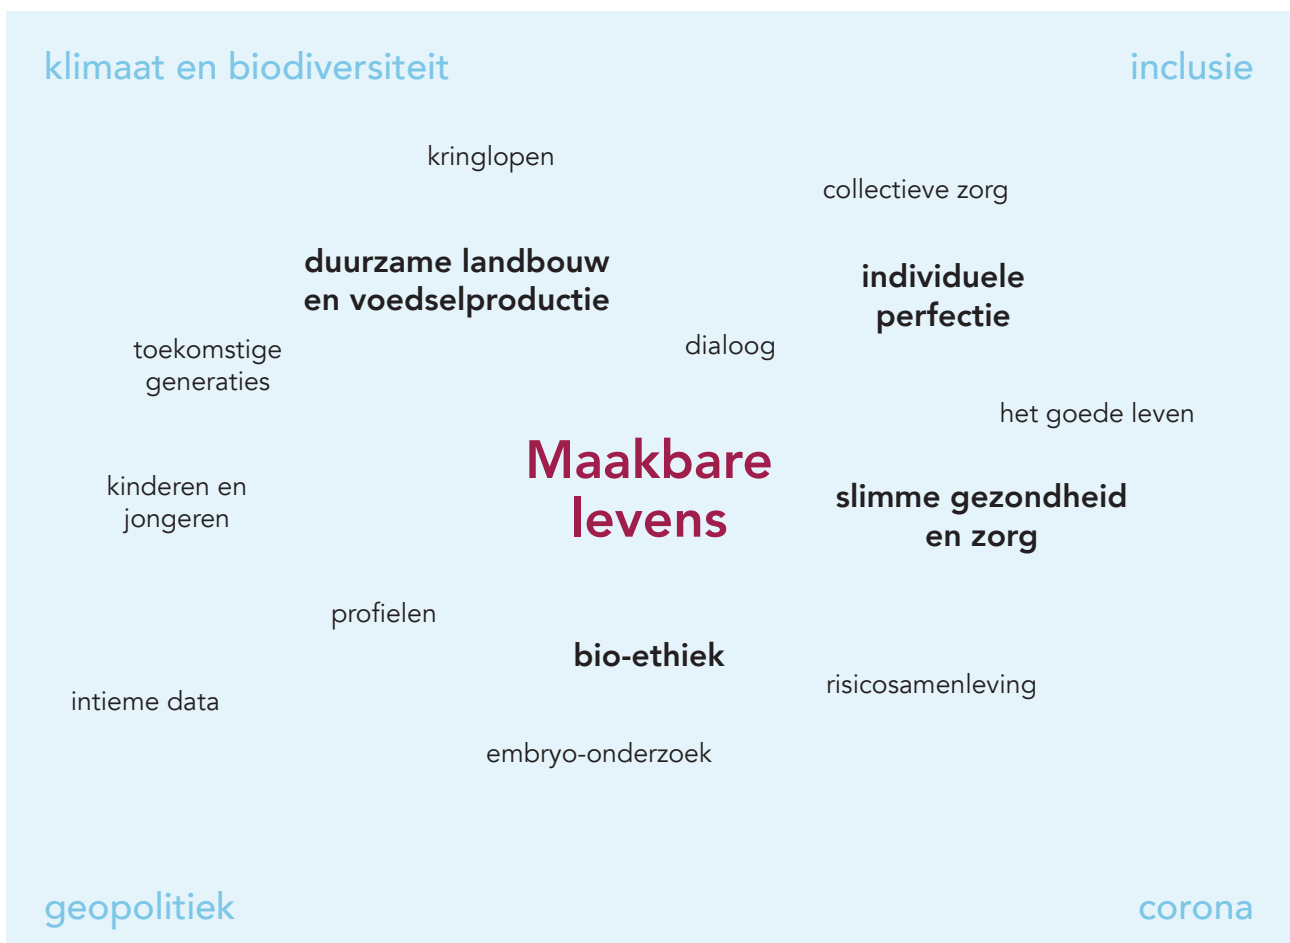 klimaat en biodiversiteit
inclusie
kringlopen
collectieve zorg
duurzame landbouw
en voedselproductie
individuele
perfectie
toekomstige
generaties
dialoog
het goede leven
Maakbare
levens
kinderen en
jongeren
slimme gezondheid
en zorg
profielen
bio-ethiek
intieme data
risicosamenleving
embryo-onderzoek
geopolitiek
corona